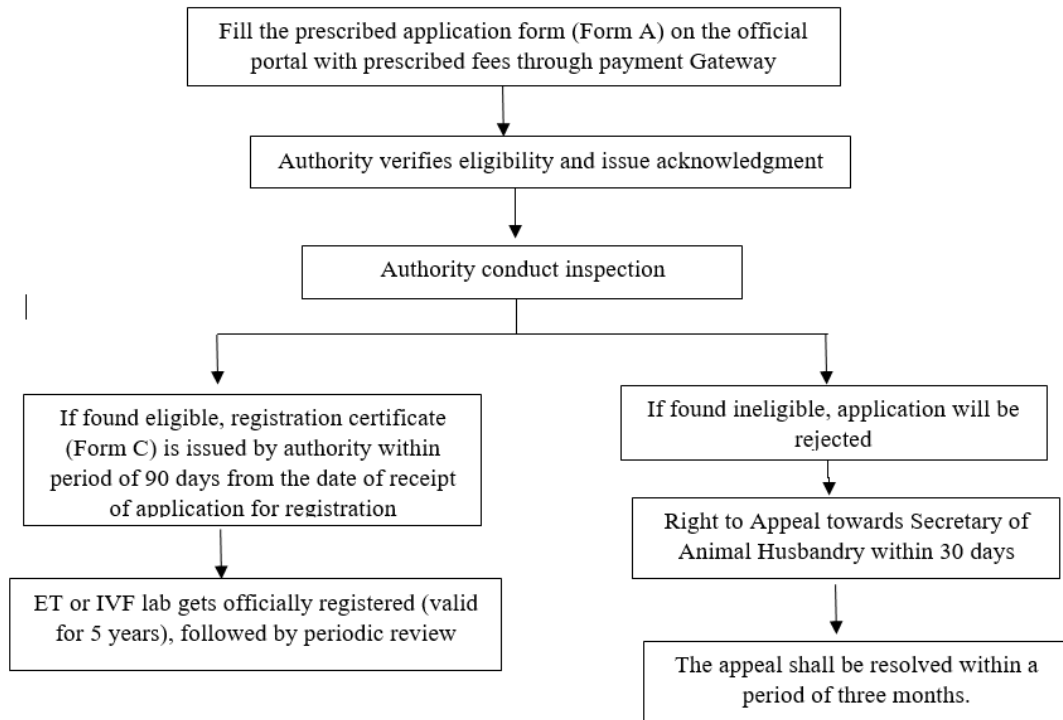 Fill the prescribed application form (Form A) on the official
portal with prescribed fees through payment Gateway
Authority verifies eligibility and issue acknowledgment
Authority conduct inspection
If found eligible, registration certificate
(Form C) is issued by authority within
period of 90 days from the date of receipt
of application for registration
ET or IVF lab gets officially registered (valid
for 5 years), followed by periodic review
If found ineligible, application will be
rejected
Right to Appeal towards Secretary of
Animal Husbandry within 30 days
The appeal shall be resolved within a
period of three months.